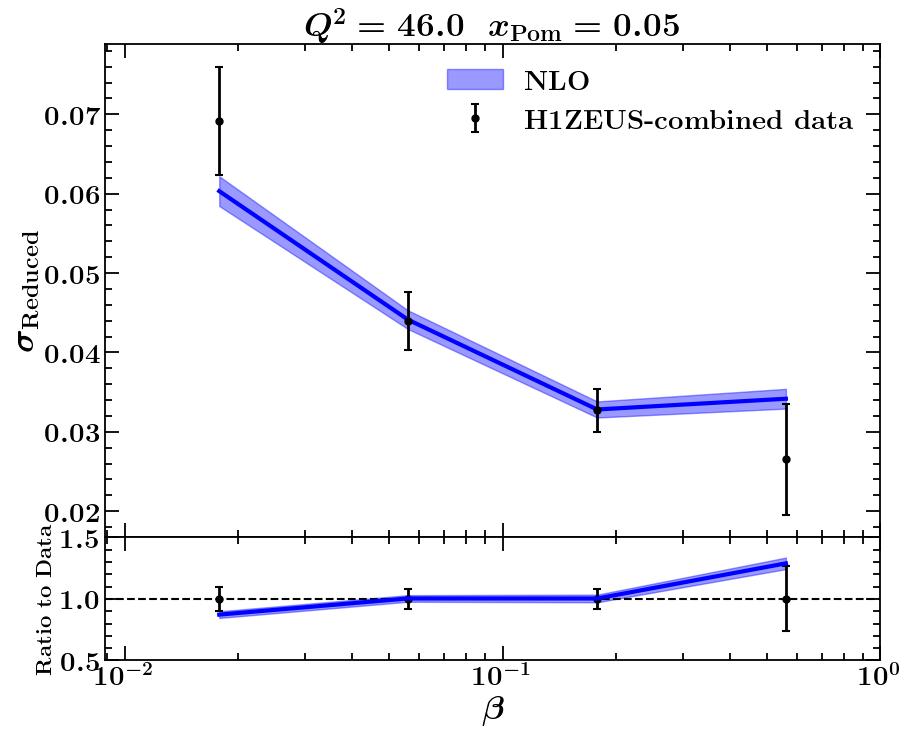 Q² = 46.0 x_Pom = 0.05
NLO
H1ZEUS-combined data
σ_Reduced
0.07
0.06
0.05
0.04
0.03
0.02
Ratio to Data
1.5
1.0
0.5
10⁻² 10⁻¹ 10⁰
β